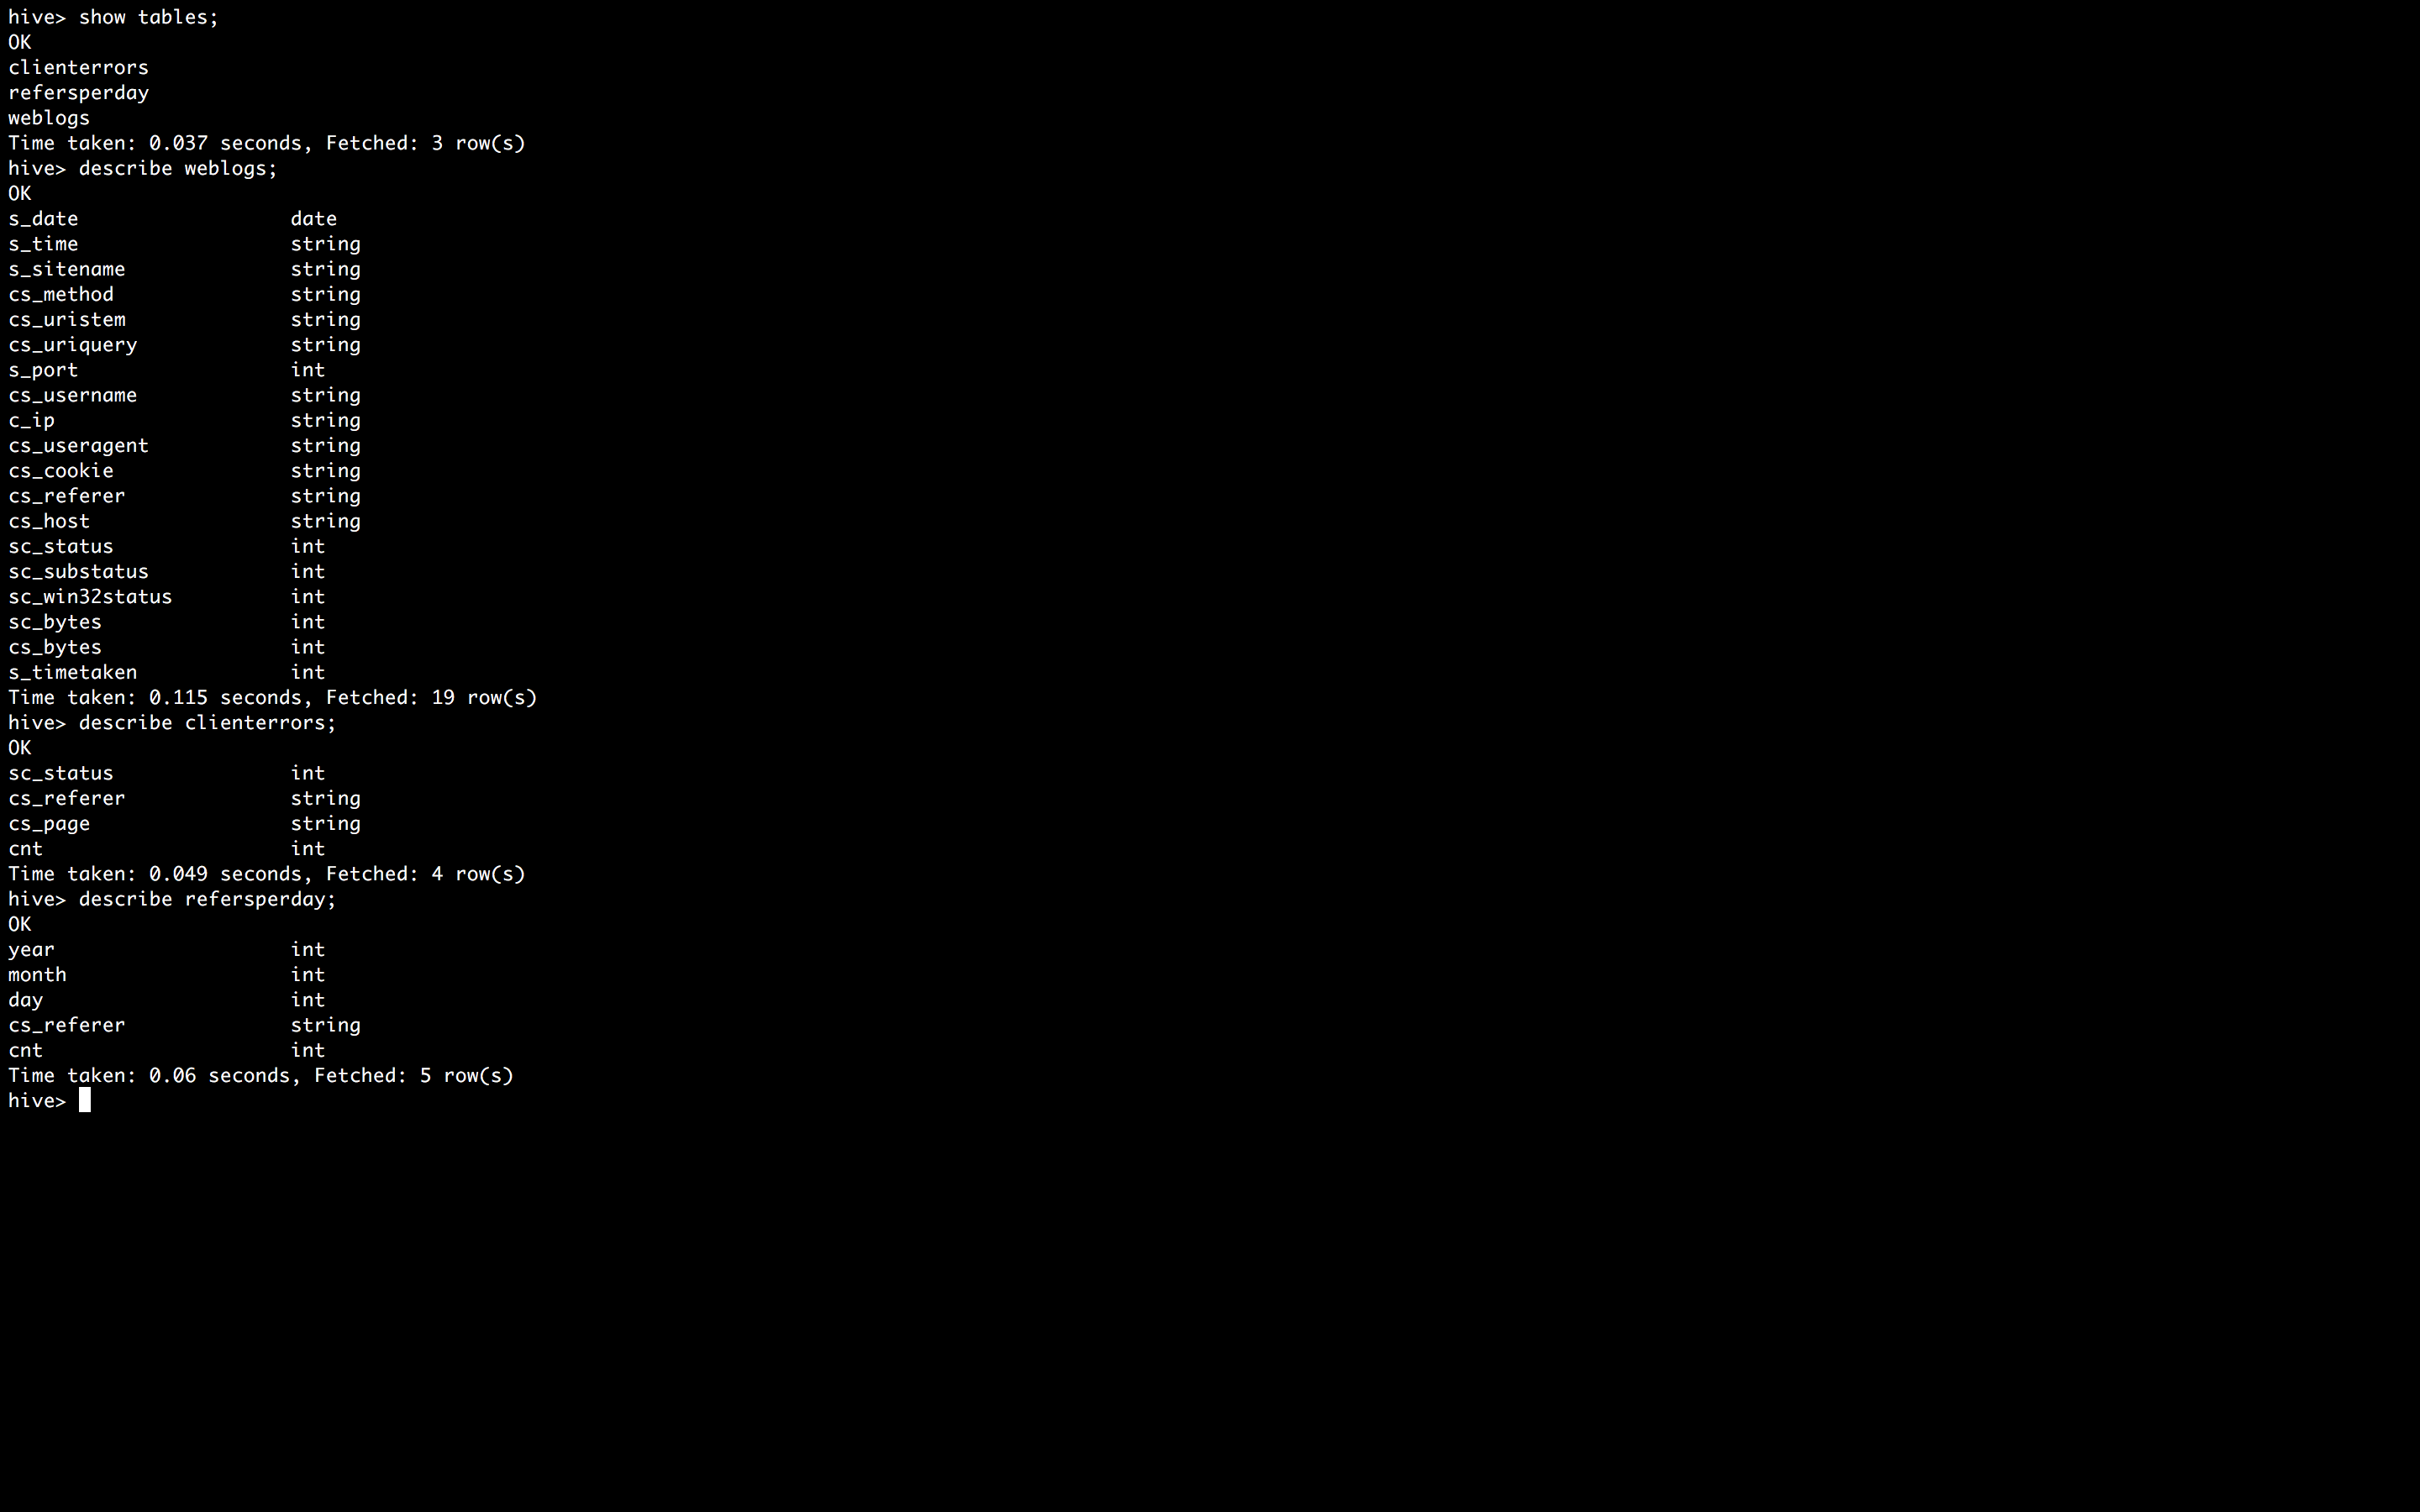 hive> show tables;
OK
clienterrors
refersperday
weblogs
Time taken: 0.037 seconds, Fetched: 3 row(s)
hive> describe weblogs;
OK
s_date                  date
s_time                  string
s_sitename              string
cs_method               string
cs_uristem              string
cs_uriquery             string
s_port                  int
cs_username             string
c_ip                    string
cs_useragent            string
cs_cookie               string
cs_referer              string
cs_host                 string
sc_status               int
sc_substatus            int
sc_win32status          int
sc_bytes                int
cs_bytes                int
s_timetaken             int
Time taken: 0.115 seconds, Fetched: 19 row(s)
hive> describe clienterrors;
OK
sc_status               int
cs_referer              string
cs_page                 string
cnt                     int
Time taken: 0.049 seconds, Fetched: 4 row(s)
hive> describe refersperday;
OK
year                    int
month                   int
day                     int
cs_referer              string
cnt                     int
Time taken: 0.06 seconds, Fetched: 5 row(s)
hive>